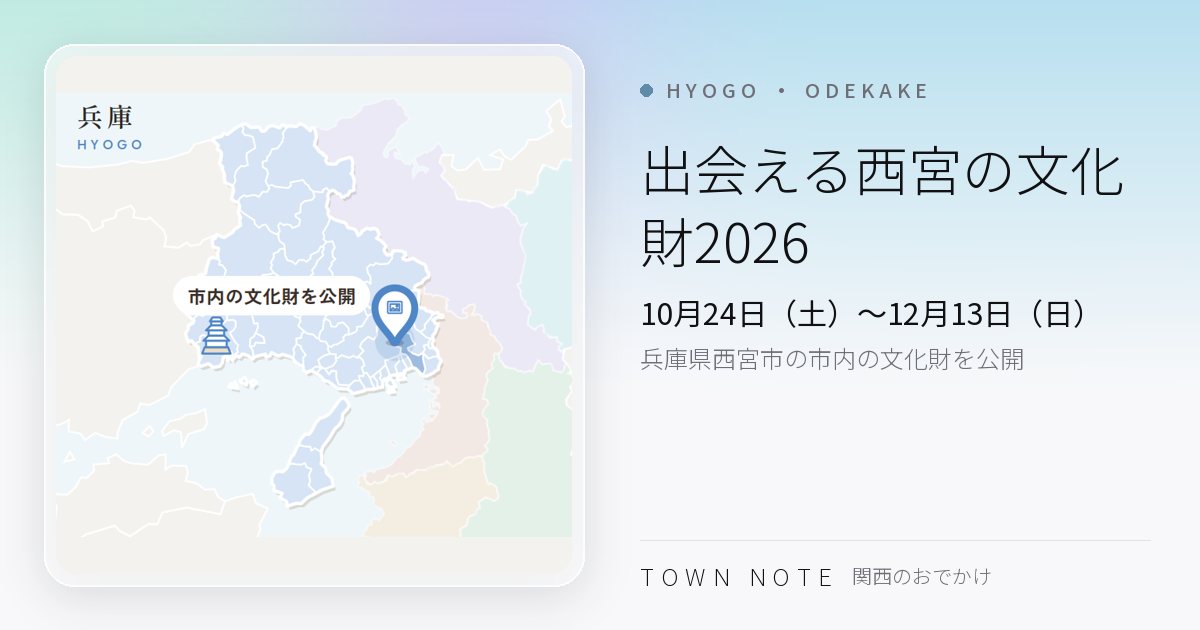 兵庫
HYOGO
市内の文化財を公開
HYOGO • ODEKAKE
出会える西宮の文化
財2026
10月24日（土）〜12月13日（日）
兵庫県西宮市の市内の文化財を公開
TOWN NOTE 関西のおでかけ